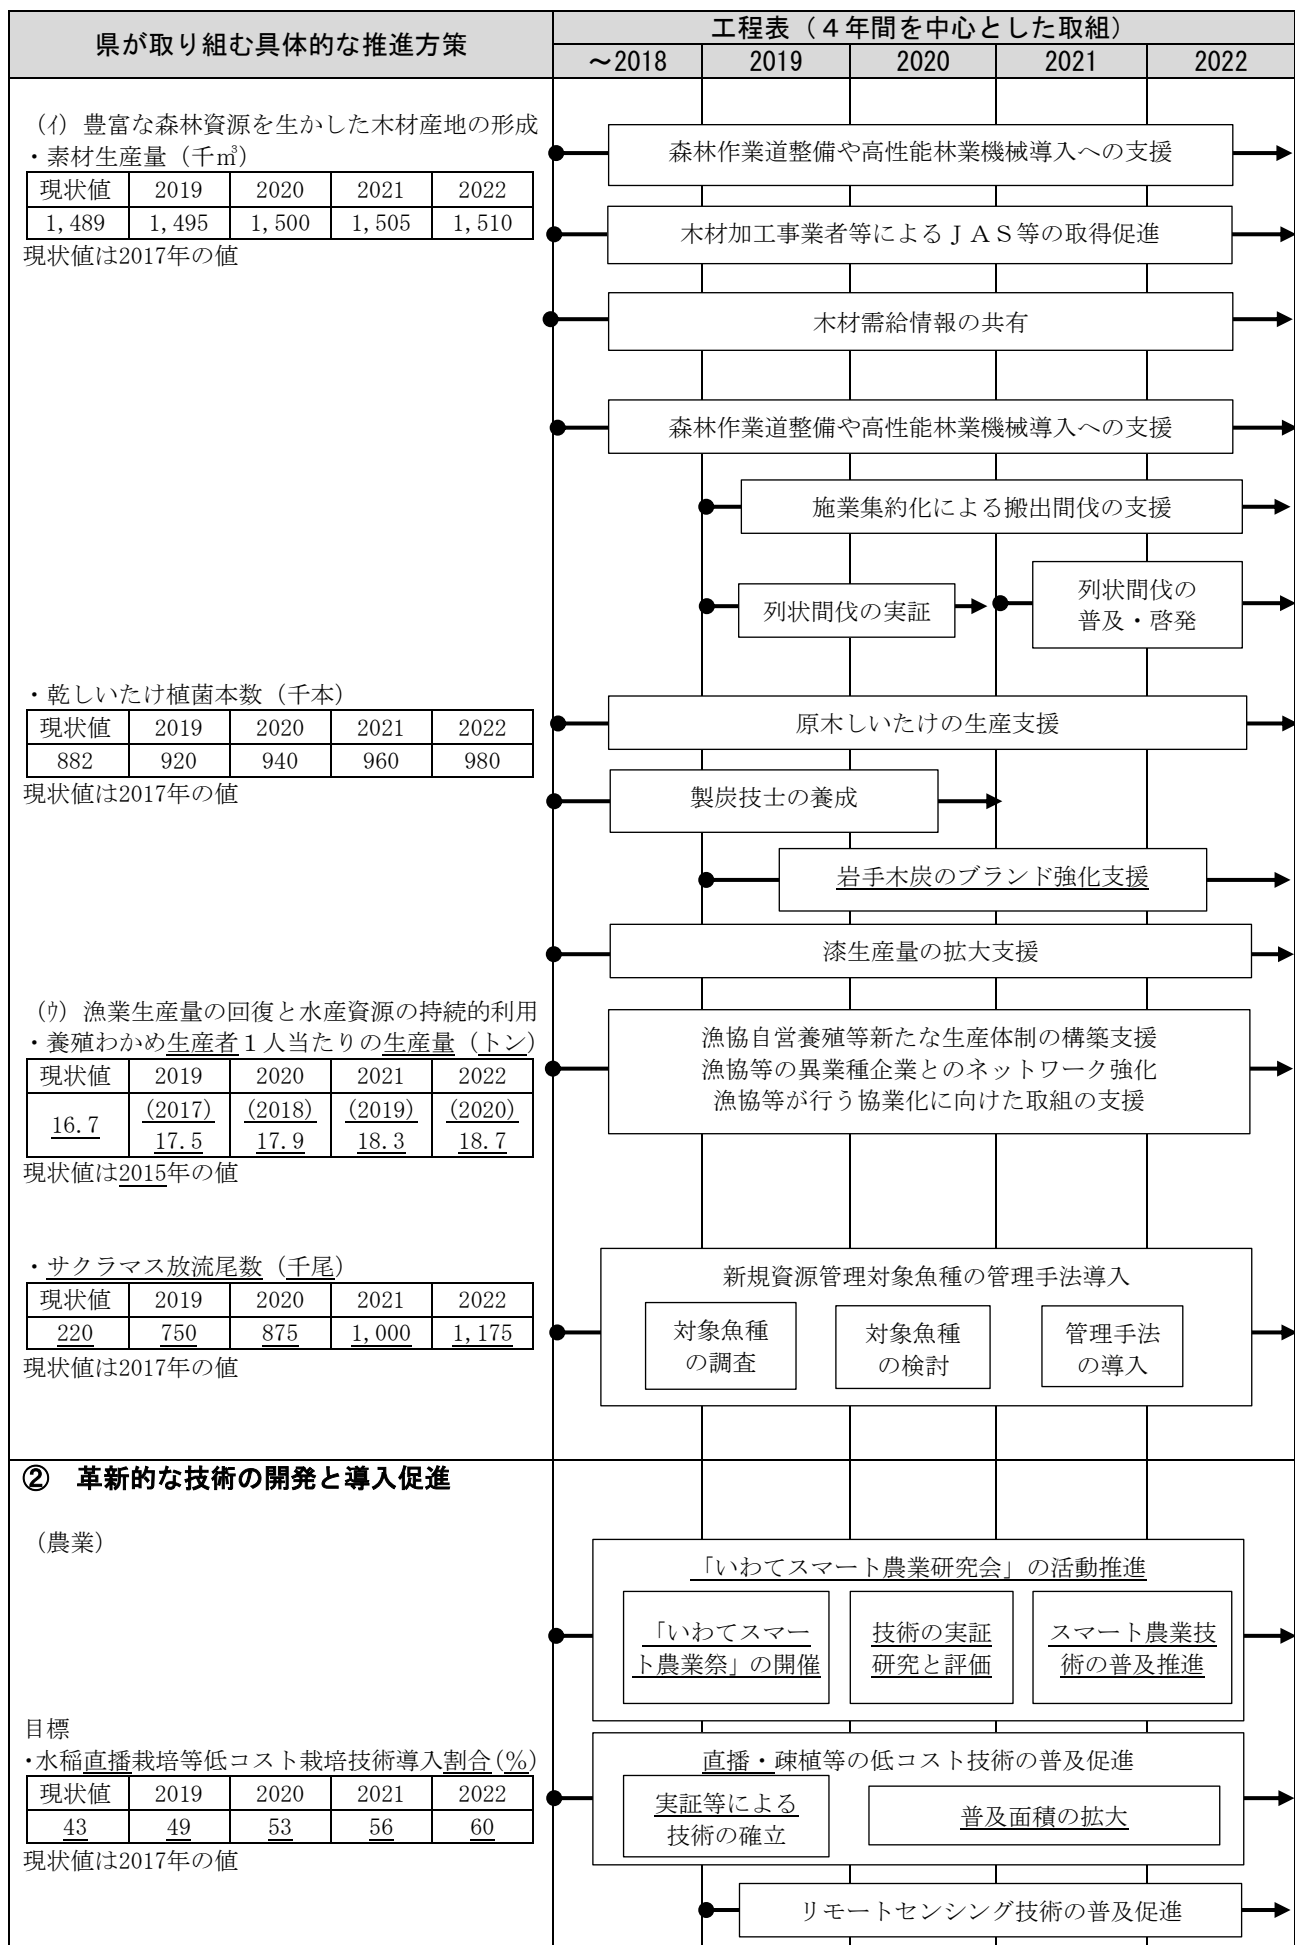 県が取り組む具体的な推進方策
工程表（４年間を中心とした取組）
～2018 2019 2020 2021 2022
(ｲ) 豊富な森林資源を生かした木材産地の形成
・素材生産量（千㎥）
現状値 2019 2020 2021 2022
1,489 1,495 1,500 1,505 1,510
現状値は2017年の値
森林作業道整備や高性能林業機械導入への支援
木材加工事業者等によるＪＡＳ等の取得促進
木材需給情報の共有
森林作業道整備や高性能林業機械導入への支援
施業集約化による搬出間伐の支援
列状間伐の実証
列状間伐の
普及・啓発
・乾しいたけ植菌本数（千本）
現状値 2019 2020 2021 2022
882 920 940 960 980
現状値は2017年の値
原木しいたけの生産支援
製炭技士の養成
岩手木炭のブランド強化支援
漆生産量の拡大支援
(ｳ) 漁業生産量の回復と水産資源の持続的利用
・養殖わかめ生産者１人当たりの生産量（トン）
現状値 2019 2020 2021 2022
16.7 (2017) (2018) (2019) (2020)
17.5 17.9 18.3 18.7
現状値は2015年の値
漁協自営養殖等新たな生産体制の構築支援
漁協等の異業種企業とのネットワーク強化
漁協等が行う協業化に向けた取組の支援
・サクラマス放流尾数（千尾）
現状値 2019 2020 2021 2022
220 750 875 1,000 1,175
現状値は2017年の値
新規資源管理対象魚種の管理手法導入
対象魚種
の調査
対象魚種
の検討
管理手法
の導入
② 革新的な技術の開発と導入促進
（農業）
「いわてスマート農業研究会」の活動推進
「いわてスマー
ト農業祭」の開催
技術の実証
研究と評価
スマート農業技
術の普及推進
目標
・水稲直播栽培等低コスト栽培技術導入割合(％)
現状値 2019 2020 2021 2022
43 49 53 56 60
現状値は2017年の値
直播・疎植等の低コスト技術の普及促進
実証等による
技術の確立
普及面積の拡大
リモートセンシング技術の普及促進